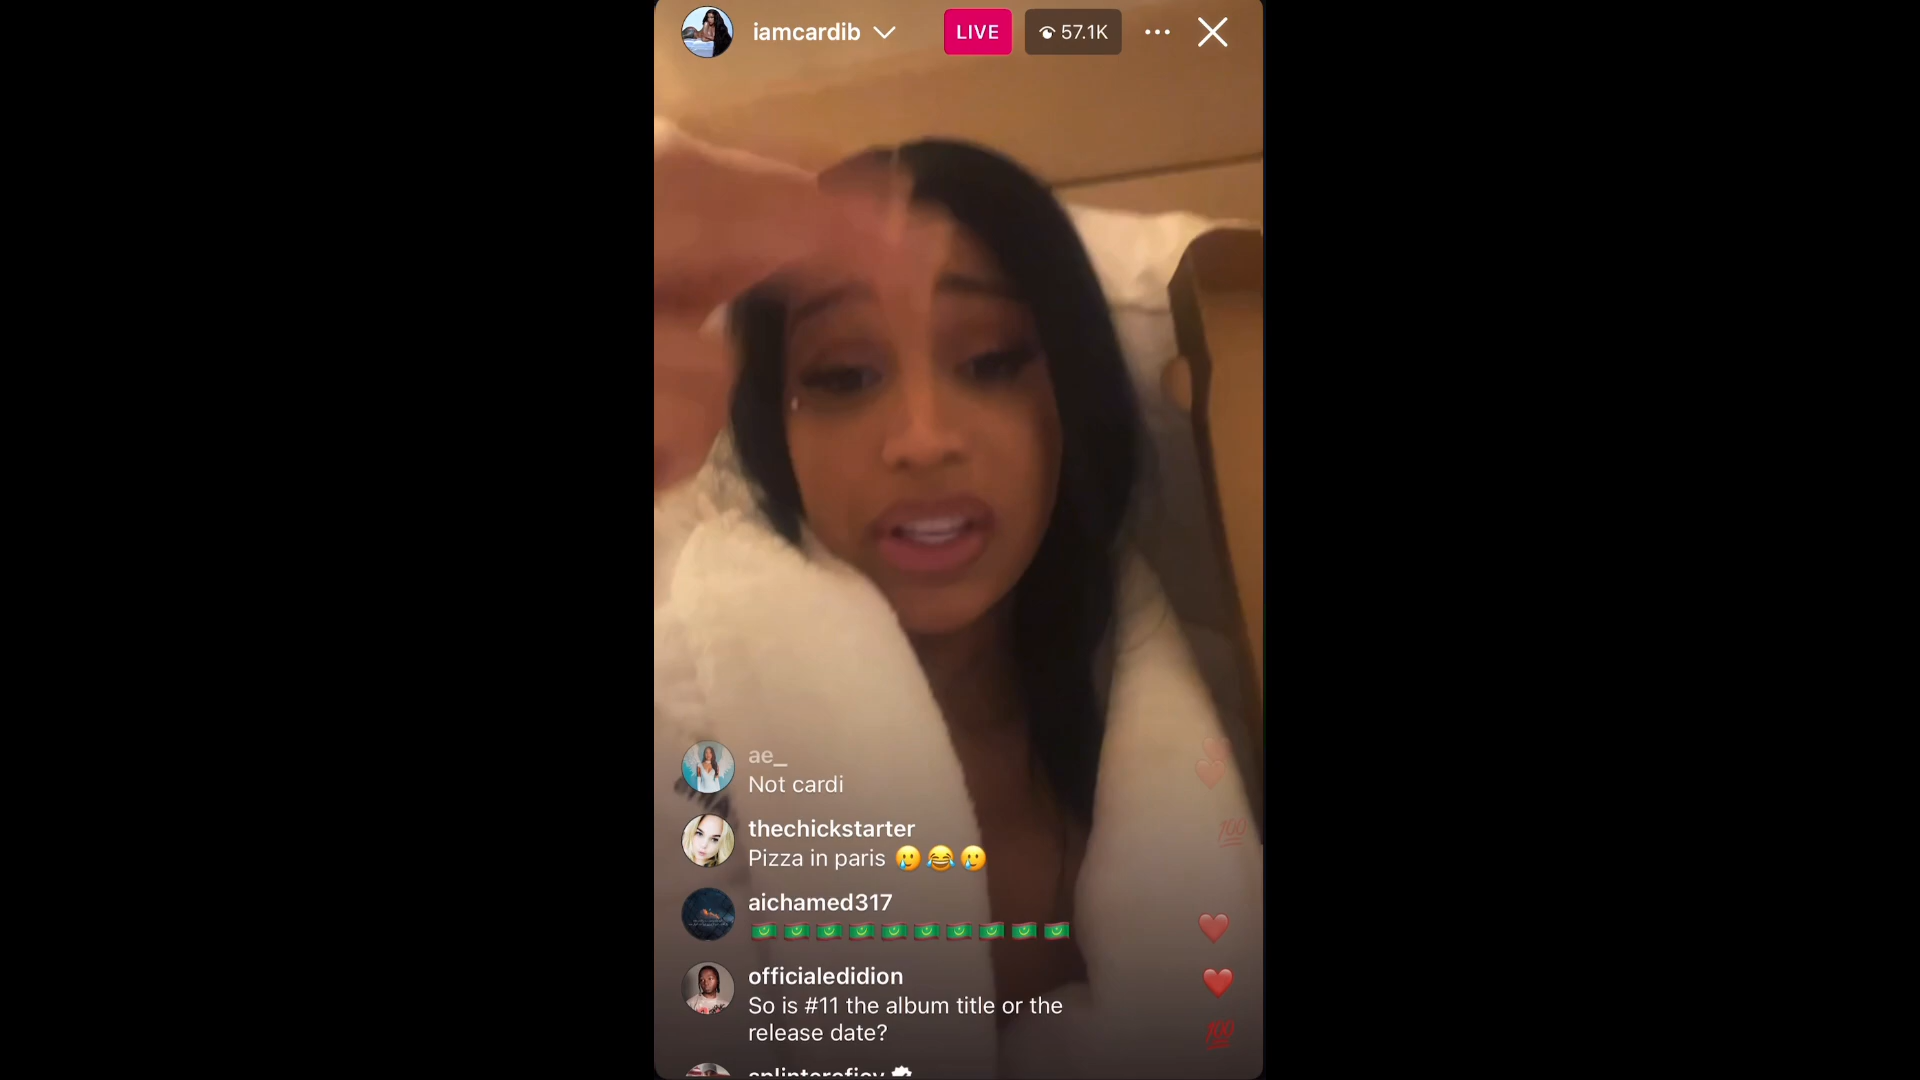 iamcardib
LIVE
57.1K
ae_
Not cardi
thechickstarter
Pizza in paris 🥲😂🥲
aichamed317
🇲🇷🇲🇷🇲🇷🇲🇷🇲🇷🇲🇷🇲🇷🇲🇷🇲🇷🇲🇷
officialedidion
So is #11 the album title or the
release date?